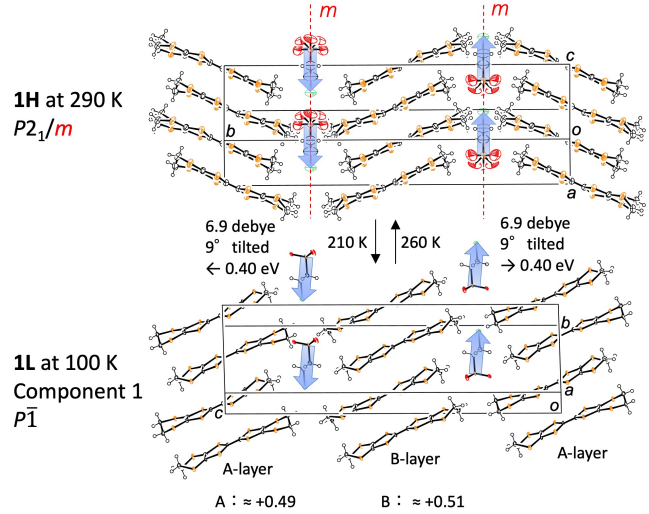 m
m
c
1H at 290 K
P2₁/m
b
o
a
6.9 debye
9° tilted
← 0.40 eV
210 K
260 K
6.9 debye
9° tilted
→ 0.40 eV
b
1L at 100 K
Component 1
P1̅
a
c
o
A-layer
B-layer
A-layer
A：≈ +0.49
B： ≈ +0.51